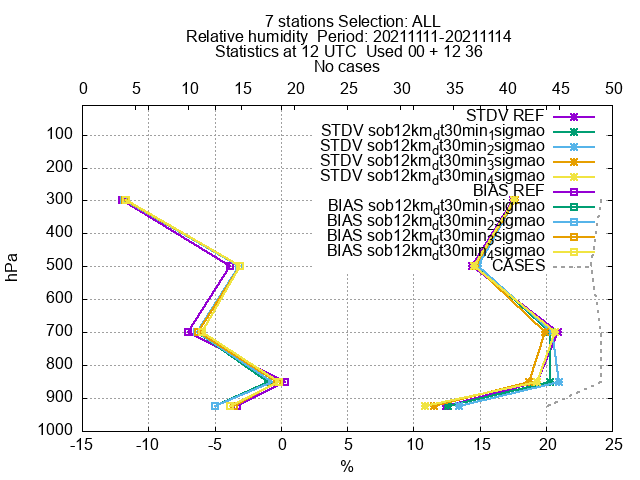 7 stations Selection: ALL
Relative humidity  Period: 20211111-20211114
Statistics at 12 UTC  Used 00 + 12 36
No cases
0 5 10 15 20 25 30 35 40 45 50
STDV REF
STDV sob12km_dt30min_1sigmao
STDV sob12km_dt30min_2sigmao
STDV sob12km_dt30min_3sigmao
STDV sob12km_dt30min_4sigmao
BIAS REF
BIAS sob12km_dt30min_1sigmao
BIAS sob12km_dt30min_2sigmao
BIAS sob12km_dt30min_3sigmao
BIAS sob12km_dt30min_4sigmao
CASES
hPa
100
200
300
400
500
600
700
800
900
1000
-15 -10 -5 0 5 10 15 20 25
%